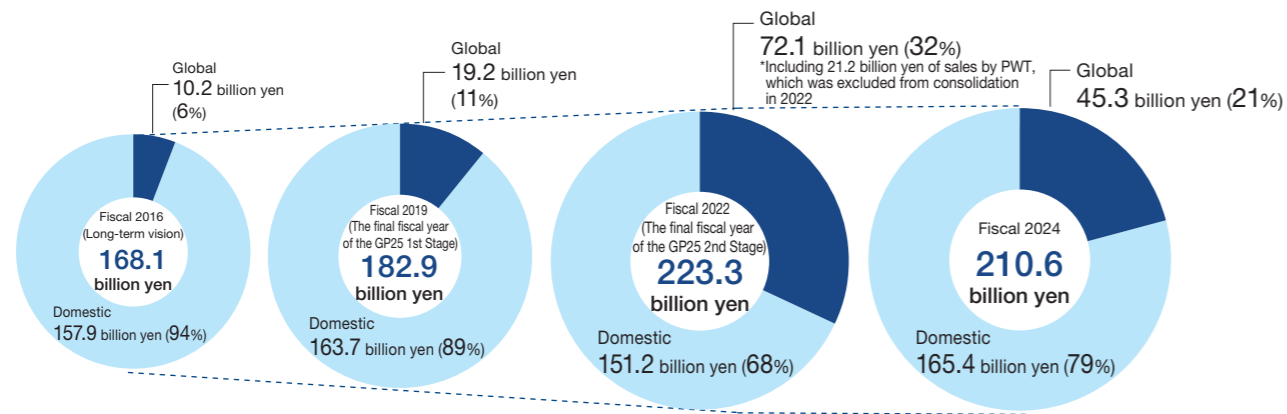 Global
10.2 billion yen
(6%)
Fiscal 2016
(Long-term vision)
168.1
billion yen
Domestic
157.9 billion yen (94%)
Global
19.2 billion yen
(11%)
Fiscal 2019
(The final fiscal year
of the GP25 1st Stage)
182.9
billion yen
Domestic
163.7 billion yen (89%)
Global
72.1 billion yen (32%)
*Including 21.2 billion yen of sales by PWT,
which was excluded from consolidation
in 2022
Fiscal 2022
(The final fiscal year
of the GP25 2nd Stage)
223.3
billion yen
Domestic
151.2 billion yen (68%)
Global
45.3 billion yen (21%)
Fiscal 2024
210.6
billion yen
Domestic
165.4 billion yen (79%)